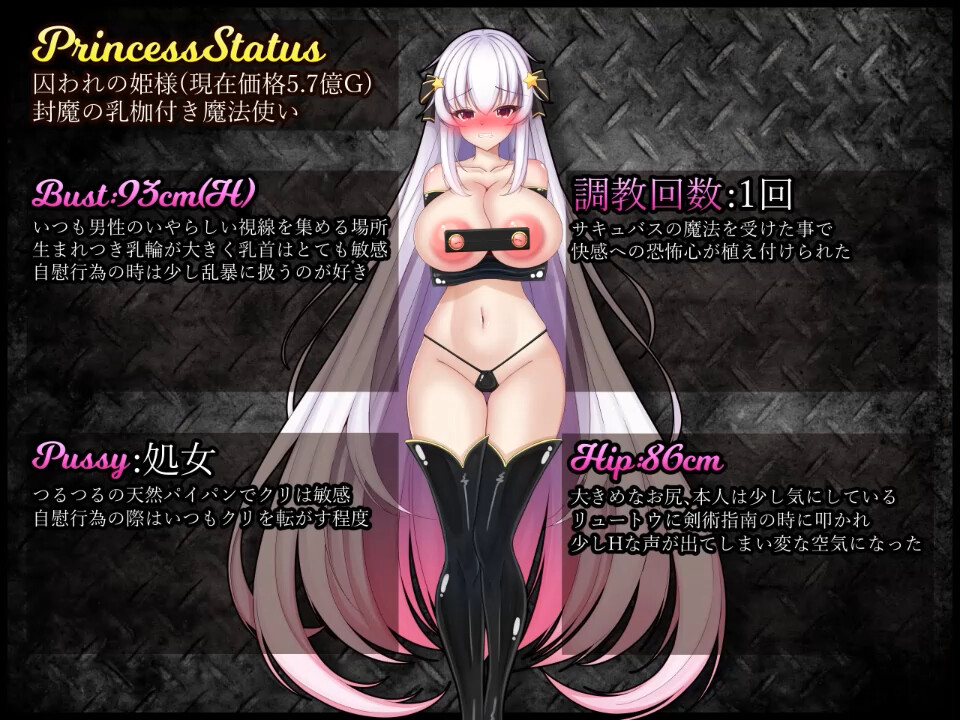 PrincessStatus
囚われの姫様(現在価格5.7億G)
封魔の乳枷付き魔法使い
Bust:93cm(H)
いつも男性のいやらしい視線を集める場所
生まれつき乳輪が大きく乳首はとても敏感
自慰行為の時は少し乱暴に扱うのが好き
調教回数:1回
サキュバスの魔法を受けた事で
快感への恐怖心が植え付けられた
Pussy:処女
つるつるの天然パイパンでクリは敏感
自慰行為の際はいつもクリを転がす程度
Hip:86cm
大きめなお尻、本人は少し気にしている
リュートウに剣術指南の時に叩かれ
少しHな声が出てしまい変な空気になった